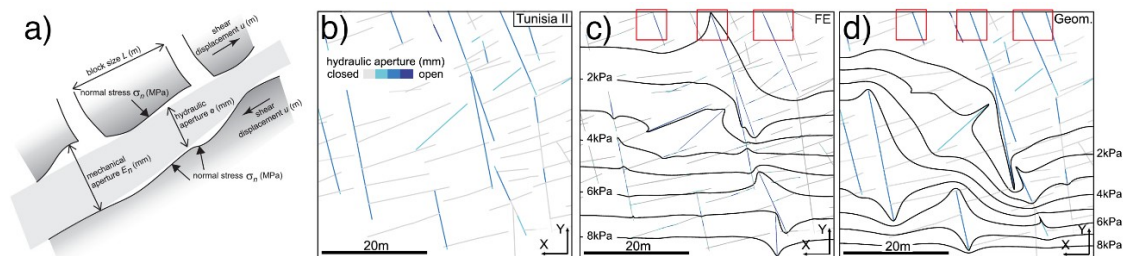 a)
block size L (m)
shear
displacement u (m)
normal stress σn (MPa)
hydraulic
aperture e (mm)
shear
displacement u (m)
mechanical
aperture En (mm)
normal stress σn (MPa)
b)
Tunisia II
hydraulic aperture (mm)
closed
open
20m
X
Y
c)
FE
2kPa
4kPa
6kPa
8kPa
20m
X
Y
d)
Geom.
2kPa
4kPa
6kPa
8kPa
20m
X
Y